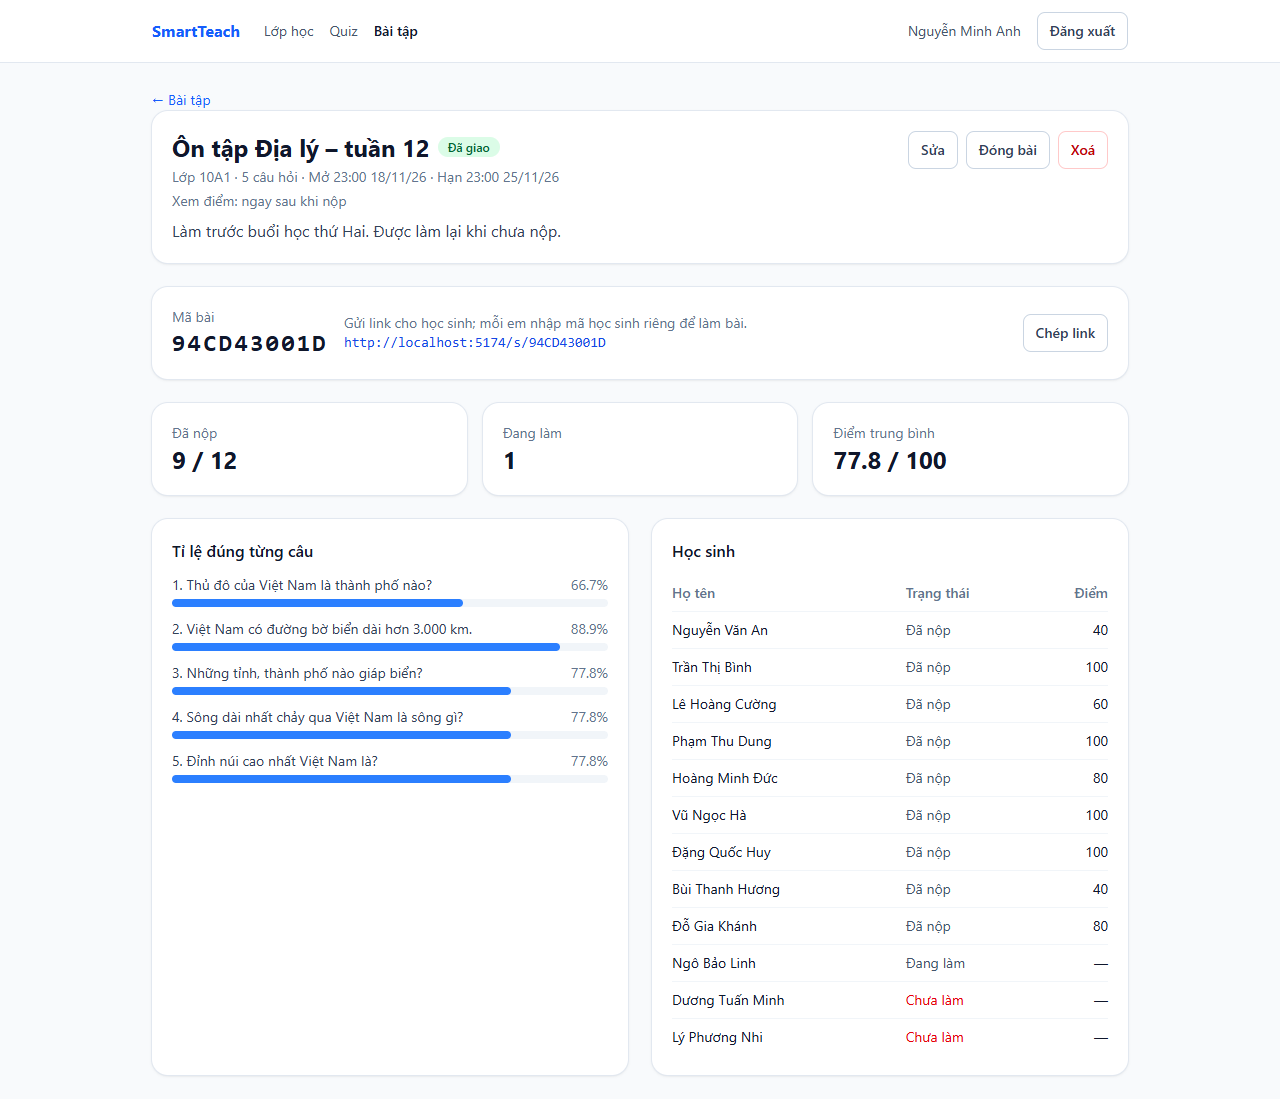 SmartTeach Lớp học Quiz Bài tập Nguyễn Minh Anh Đăng xuất
← Bài tập
Ôn tập Địa lý – tuần 12 Đã giao Sửa Đóng bài Xoá
Lớp 10A1 · 5 câu hỏi · Mở 23:00 18/11/26 · Hạn 23:00 25/11/26
Xem điểm: ngay sau khi nộp
Làm trước buổi học thứ Hai. Được làm lại khi chưa nộp.
Mã bài
94CD43001D
Gửi link cho học sinh; mỗi em nhập mã học sinh riêng để làm bài.
http://localhost:5174/s/94CD43001D
Chép link
Đã nộp
9 / 12
Đang làm
1
Điểm trung bình
77.8 / 100
Tỉ lệ đúng từng câu
1. Thủ đô của Việt Nam là thành phố nào? 66.7%
2. Việt Nam có đường bờ biển dài hơn 3.000 km. 88.9%
3. Những tỉnh, thành phố nào giáp biển? 77.8%
4. Sông dài nhất chảy qua Việt Nam là sông gì? 77.8%
5. Đỉnh núi cao nhất Việt Nam là? 77.8%
Học sinh
Họ tên Trạng thái Điểm
Nguyễn Văn An Đã nộp 40
Trần Thị Bình Đã nộp 100
Lê Hoàng Cường Đã nộp 60
Phạm Thu Dung Đã nộp 100
Hoàng Minh Đức Đã nộp 80
Vũ Ngọc Hà Đã nộp 100
Đặng Quốc Huy Đã nộp 100
Bùi Thanh Hương Đã nộp 40
Đỗ Gia Khánh Đã nộp 80
Ngô Bảo Linh Đang làm —
Dương Tuấn Minh Chưa làm —
Lý Phương Nhi Chưa làm —